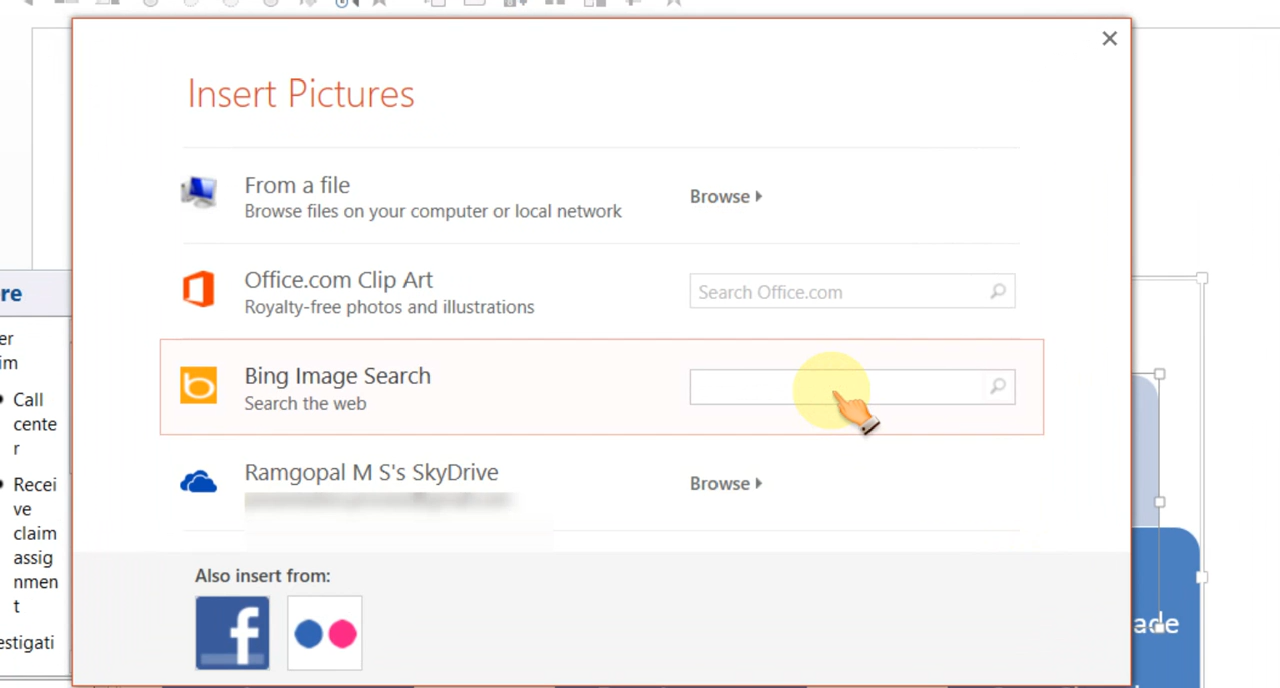 Insert Pictures
From a file
Browse files on your computer or local network
Browse
Office.com Clip Art
Royalty-free photos and illustrations
Search Office.com
Bing Image Search
Search the web
Ramgopal M S's SkyDrive
Browse
Also insert from:
re
er
im
• Call
cente
r
• Recei
ve
claim
assig
nmen
t
estigati
ade